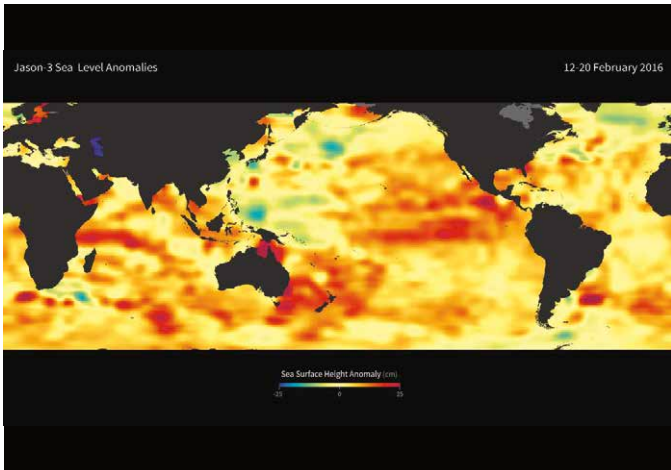 Jason-3 Sea Level Anomalies
12-20 February 2016
Sea Surface Height Anomaly (cm)
-25 0 25